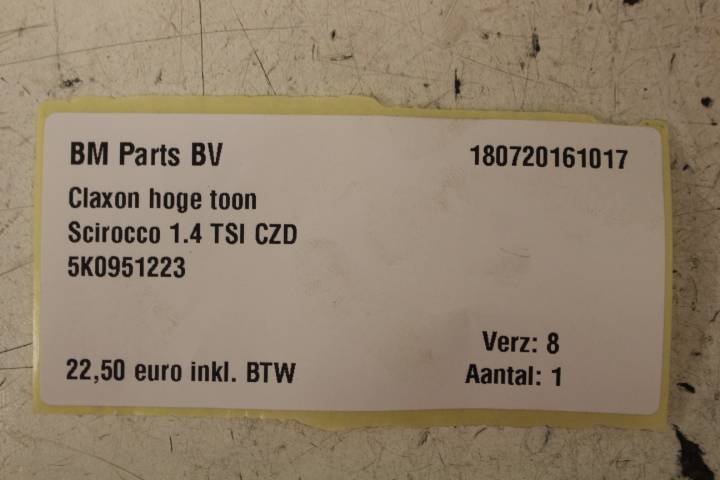 BM Parts BV 180720161017
Claxon hoge toon
Scirocco 1.4 TSI CZD
5K0951223
Verz: 8
22,50 euro inkl. BTW Aantal: 1